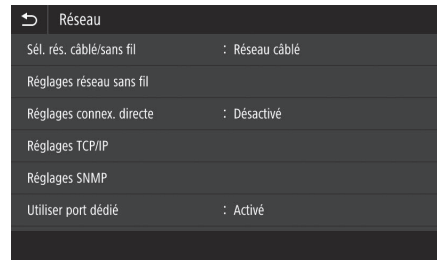 Réseau
Sél. rés. câblé/sans fil : Réseau câblé
Réglages réseau sans fil
Réglages connex. directe : Désactivé
Réglages TCP/IP
Réglages SNMP
Utiliser port dédié : Activé